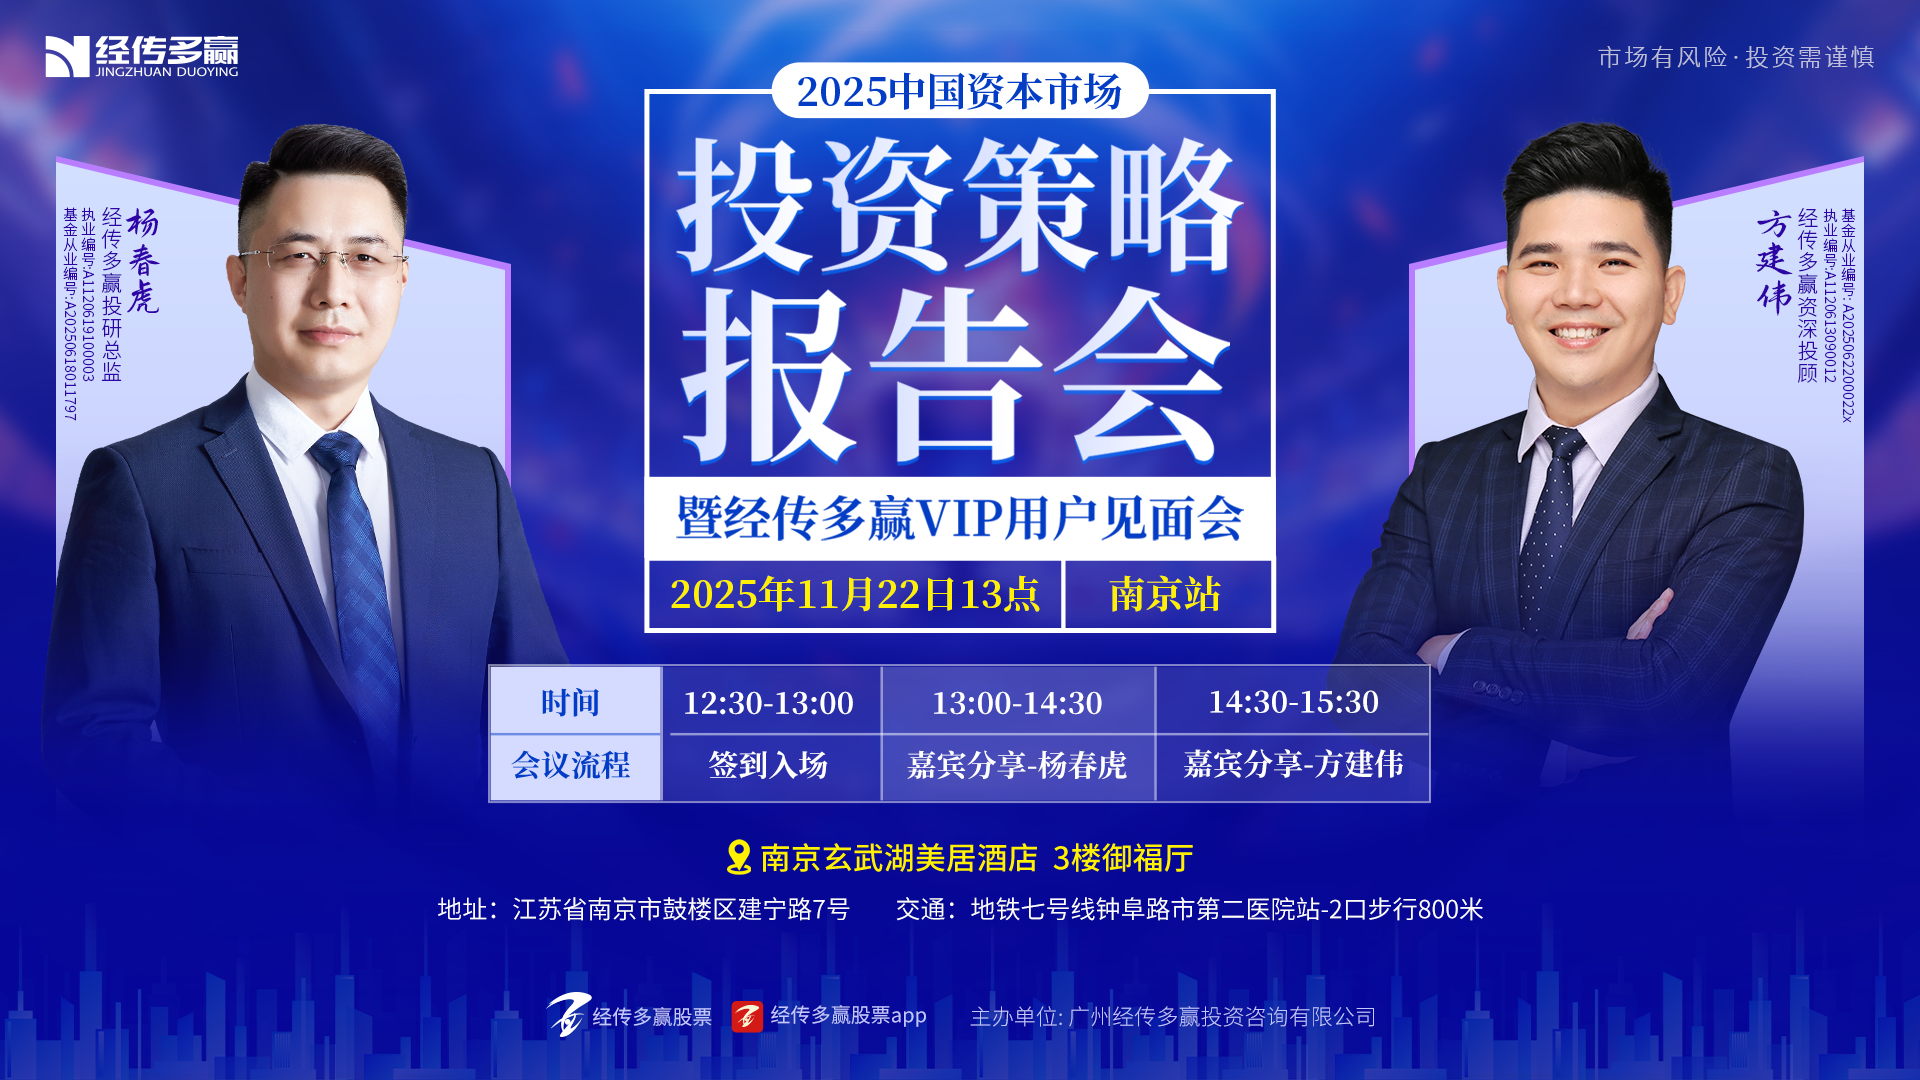 经传多赢
JINGZHUAN DUOYING
市场有风险·投资需谨慎
2025中国资本市场
投资策略
报告会
暨经传多赢VIP用户见面会
2025年11月22日13点
南京站
杨春虎
经传多赢投研总监
执业编号:A1120619100003
基金从业编号:A20250618011797
方建伟
经传多赢资深投顾
执业编号:A1120613090012
基金从业编号: A2025062200022x
时间
12:30-13:00
13:00-14:30
14:30-15:30
会议流程
签到入场
嘉宾分享-杨春虎
嘉宾分享-方建伟
南京玄武湖美居酒店 3楼御福厅
地址：江苏省南京市鼓楼区建宁路7号
交通：地铁七号线钟阜路市第二医院站-2口步行800米
经传多赢股票
经传多赢股票app
主办单位: 广州经传多赢投资咨询有限公司